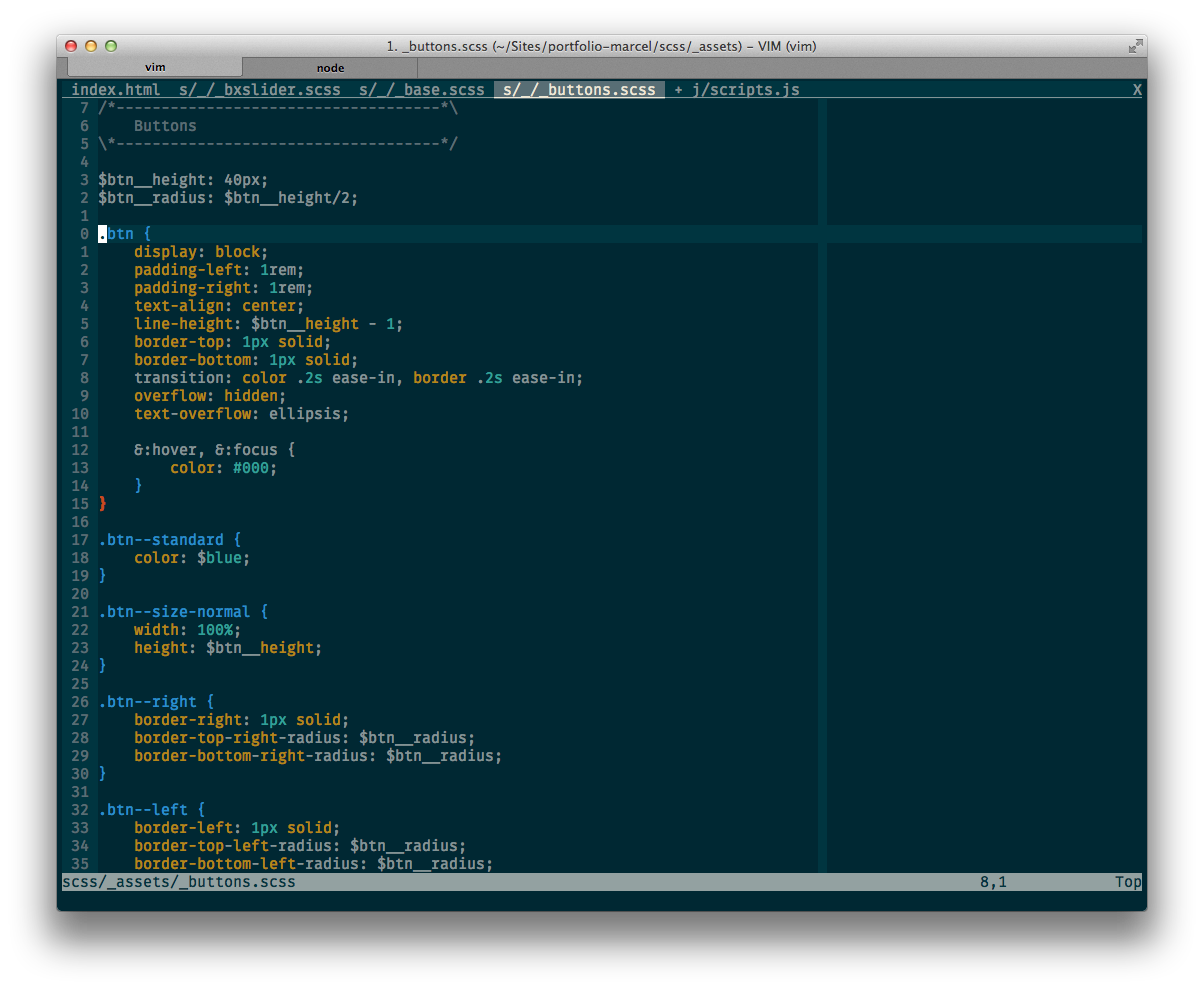 1. _buttons.scss (~/Sites/portfolio-marcel/scss/_assets) – VIM (vim)
vim node
index.html s/_/_bxslider.scss s/_/_base.scss s/_/_buttons.scss + j/scripts.js X
7 /*------------------------------------*\
6     Buttons
5 \*------------------------------------*/
4
3 $btn__height: 40px;
2 $btn__radius: $btn__height/2;
1
0 .btn {
1     display: block;
2     padding-left: 1rem;
3     padding-right: 1rem;
4     text-align: center;
5     line-height: $btn__height - 1;
6     border-top: 1px solid;
7     border-bottom: 1px solid;
8     transition: color .2s ease-in, border .2s ease-in;
9     overflow: hidden;
10     text-overflow: ellipsis;
11
12     &:hover, &:focus {
13         color: #000;
14     }
15 }
16
17 .btn--standard {
18     color: $blue;
19 }
20
21 .btn--size-normal {
22     width: 100%;
23     height: $btn__height;
24 }
25
26 .btn--right {
27     border-right: 1px solid;
28     border-top-right-radius: $btn__radius;
29     border-bottom-right-radius: $btn__radius;
30 }
31
32 .btn--left {
33     border-left: 1px solid;
34     border-top-left-radius: $btn__radius;
35     border-bottom-left-radius: $btn__radius;
scss/_assets/_buttons.scss 8,1 Top